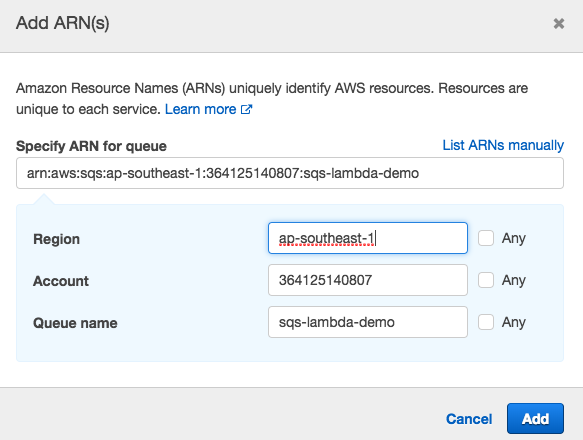 Add ARN(s)
Amazon Resource Names (ARNs) uniquely identify AWS resources. Resources are
unique to each service. Learn more
Specify ARN for queue List ARNs manually
arn:aws:sqs:ap-southeast-1:364125140807:sqs-lambda-demo
Region ap-southeast-1 Any
Account 364125140807 Any
Queue name sqs-lambda-demo Any
Cancel Add